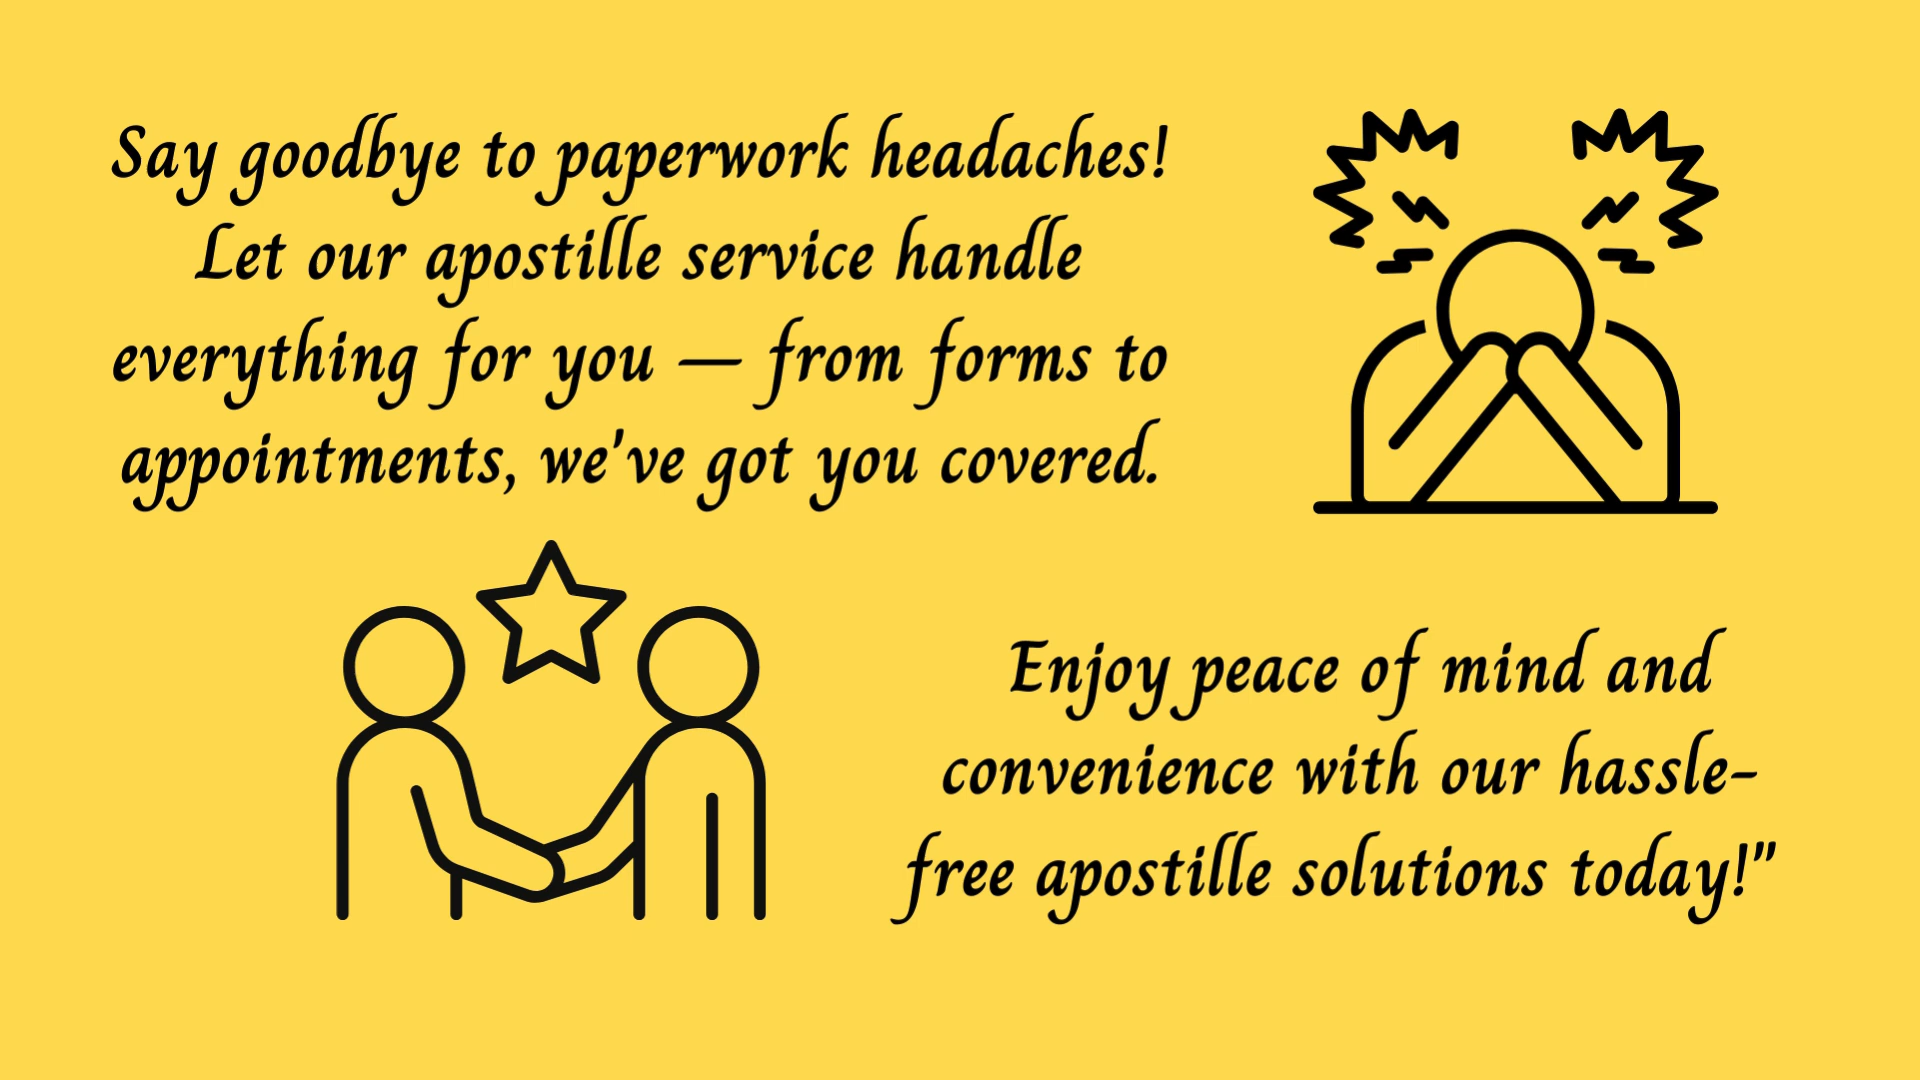 Say goodbye to paperwork headaches!
Let our apostille service handle
everything for you — from forms to
appointments, we've got you covered.
Enjoy peace of mind and
convenience with our hassle-
free apostille solutions today!"